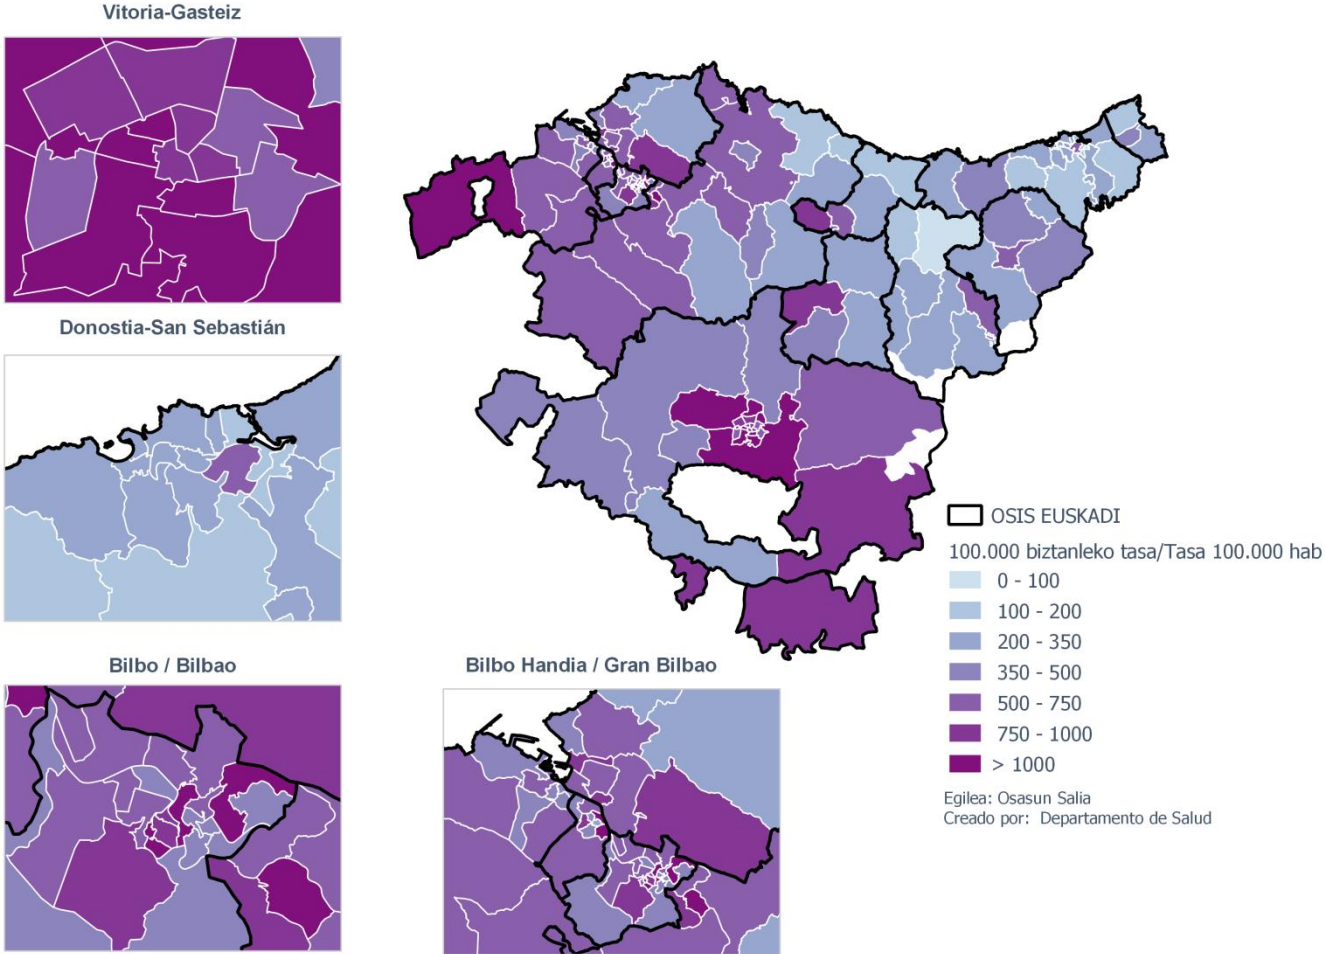 Vitoria-Gasteiz
Donostia-San Sebastián
Bilbo / Bilbao
Bilbo Handia / Gran Bilbao
OSIS EUSKADI
100.000 biztanleko tasa/Tasa 100.000 hab
0 - 100
100 - 200
200 - 350
350 - 500
500 - 750
750 - 1000
> 1000
Egilea: Osasun Salia
Creado por: Departamento de Salud